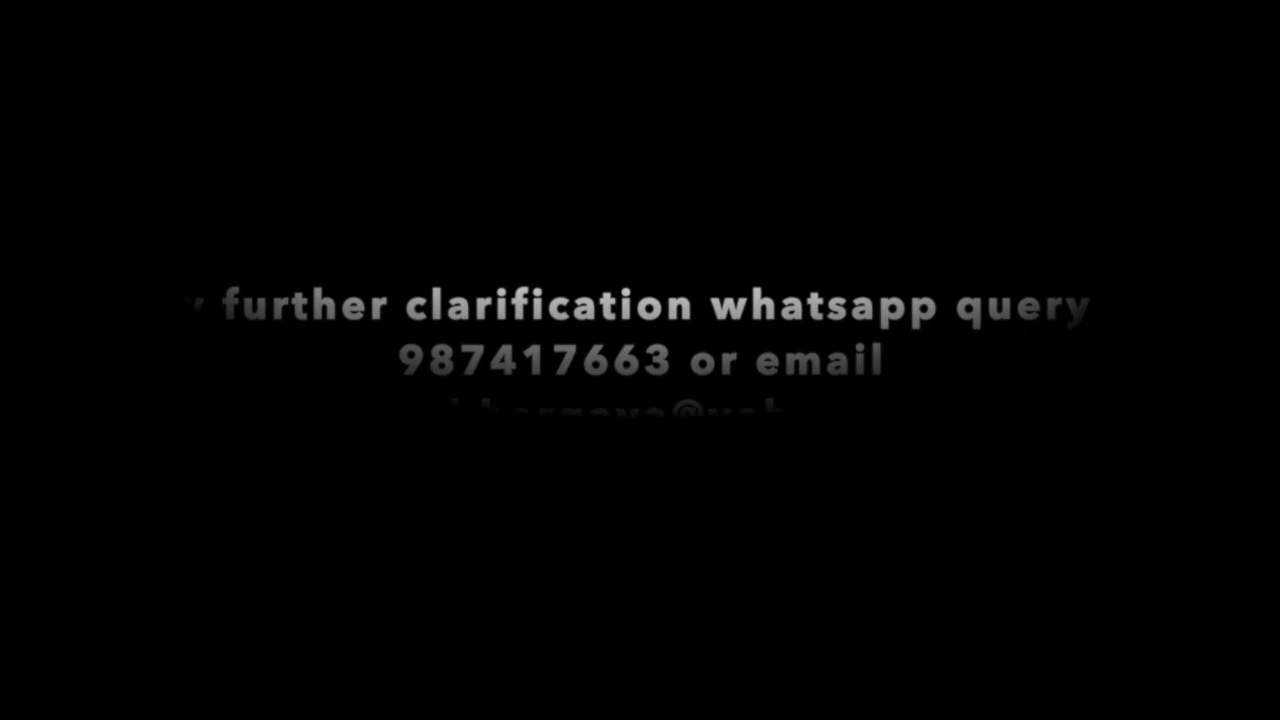 further clarification whatsapp query
987417663 or email